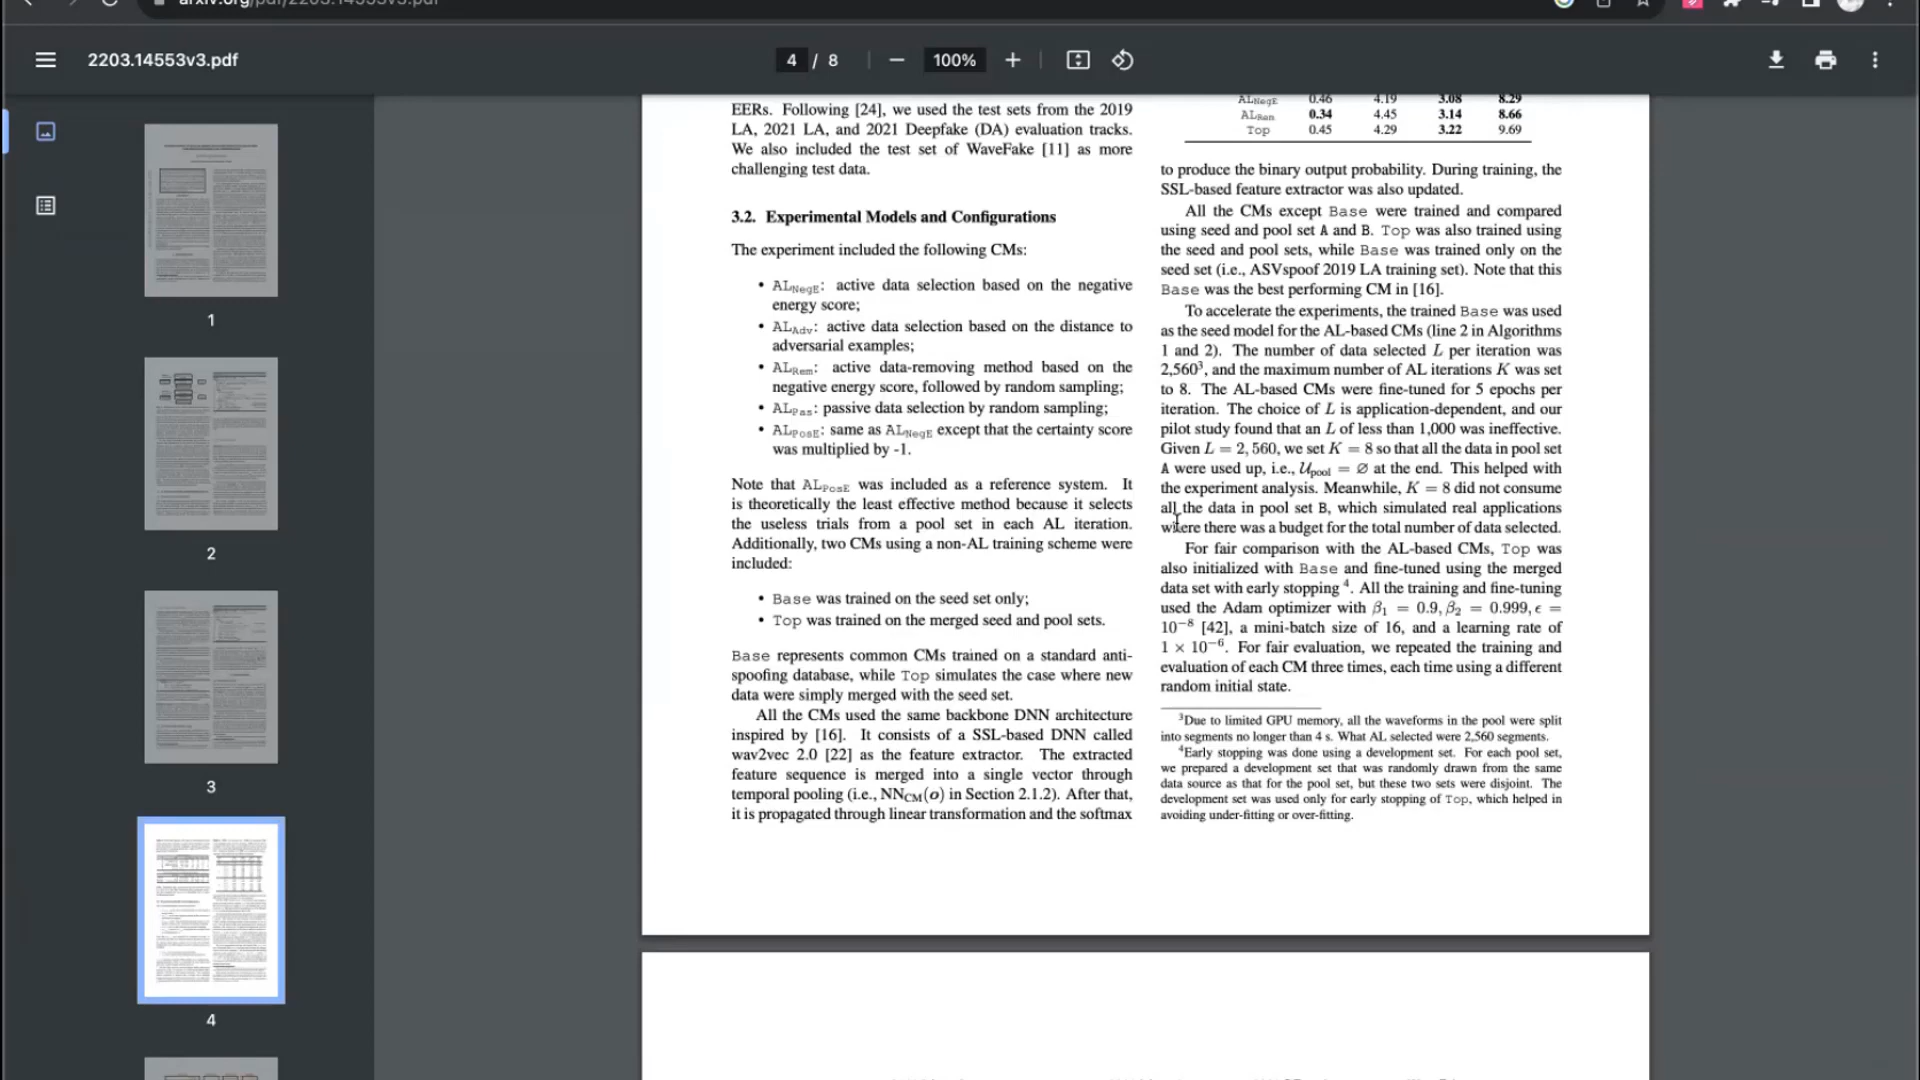 arxiv.org/pdf/2203.14553v3.pdf
2203.14553v3.pdf
4 / 8
100%
1
2
3
4
EERs. Following [24], we used the test sets from the 2019
LA, 2021 LA, and 2021 Deepfake (DA) evaluation tracks.
We also included the test set of WaveFake [11] as more
challenging test data.
3.2. Experimental Models and Configurations
The experiment included the following CMs:
• ALNegE: active data selection based on the negative
energy score;
• ALAdv: active data selection based on the distance to
adversarial examples;
• ALRem: active data-removing method based on the
negative energy score, followed by random sampling;
• ALPas: passive data selection by random sampling;
• ALPosE: same as ALNegE except that the certainty score
was multiplied by -1.
Note that ALPosE was included as a reference system. It
is theoretically the least effective method because it selects
the useless trials from a pool set in each AL iteration.
Additionally, two CMs using a non-AL training scheme were
included:
• Base was trained on the seed set only;
• Top was trained on the merged seed and pool sets.
Base represents common CMs trained on a standard anti-
spoofing database, while Top simulates the case where new
data were simply merged with the seed set.
All the CMs used the same backbone DNN architecture
inspired by [16]. It consists of a SSL-based DNN called
wav2vec 2.0 [22] as the feature extractor. The extracted
feature sequence is merged into a single vector through
temporal pooling (i.e., NNCM(o) in Section 2.1.2). After that,
it is propagated through linear transformation and the softmax
ALNegE 0.46 4.19 3.08 8.29
ALRem 0.34 4.45 3.14 8.66
Top 0.45 4.29 3.22 9.69
to produce the binary output probability. During training, the
SSL-based feature extractor was also updated.
All the CMs except Base were trained and compared
using seed and pool set A and B. Top was also trained using
the seed and pool sets, while Base was trained only on the
seed set (i.e., ASVspoof 2019 LA training set). Note that this
Base was the best performing CM in [16].
To accelerate the experiments, the trained Base was used
as the seed model for the AL-based CMs (line 2 in Algorithms
1 and 2). The number of data selected L per iteration was
2,560³, and the maximum number of AL iterations K was set
to 8. The AL-based CMs were fine-tuned for 5 epochs per
iteration. The choice of L is application-dependent, and our
pilot study found that an L of less than 1,000 was ineffective.
Given L = 2, 560, we set K = 8 so that all the data in pool set
A were used up, i.e., Upool = ∅ at the end. This helped with
the experiment analysis. Meanwhile, K = 8 did not consume
all the data in pool set B, which simulated real applications
where there was a budget for the total number of data selected.
For fair comparison with the AL-based CMs, Top was
also initialized with Base and fine-tuned using the merged
data set with early stopping ⁴. All the training and fine-tuning
used the Adam optimizer with β₁ = 0.9, β₂ = 0.999, ϵ =
10⁻⁸ [42], a mini-batch size of 16, and a learning rate of
1 × 10⁻⁶. For fair evaluation, we repeated the training and
evaluation of each CM three times, each time using a different
random initial state.
³Due to limited GPU memory, all the waveforms in the pool were split
into segments no longer than 4 s. What AL selected were 2,560 segments.
⁴Early stopping was done using a development set. For each pool set,
we prepared a development set that was randomly drawn from the same
data source as that for the pool set, but these two sets were disjoint. The
development set was used only for early stopping of Top, which helped in
avoiding under-fitting or over-fitting.